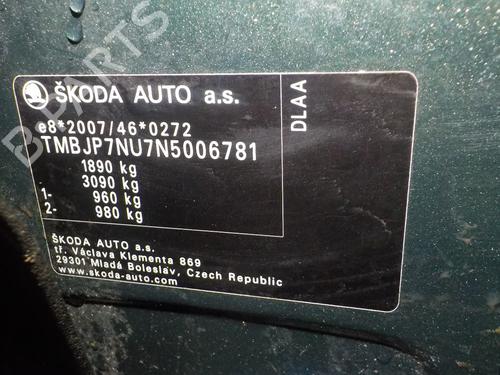 ŠKODA AUTO a.s.
DLAA
e8*2007/46*0272
TMBJP7NU7N5006781
1890 kg
3090 kg
1- 960 kg
2- 980 kg
ŠKODA AUTO a.s.
tř. Václava Klementa 869
29301 Mladá Boleslav, Czech Republic
www.skoda-auto.com